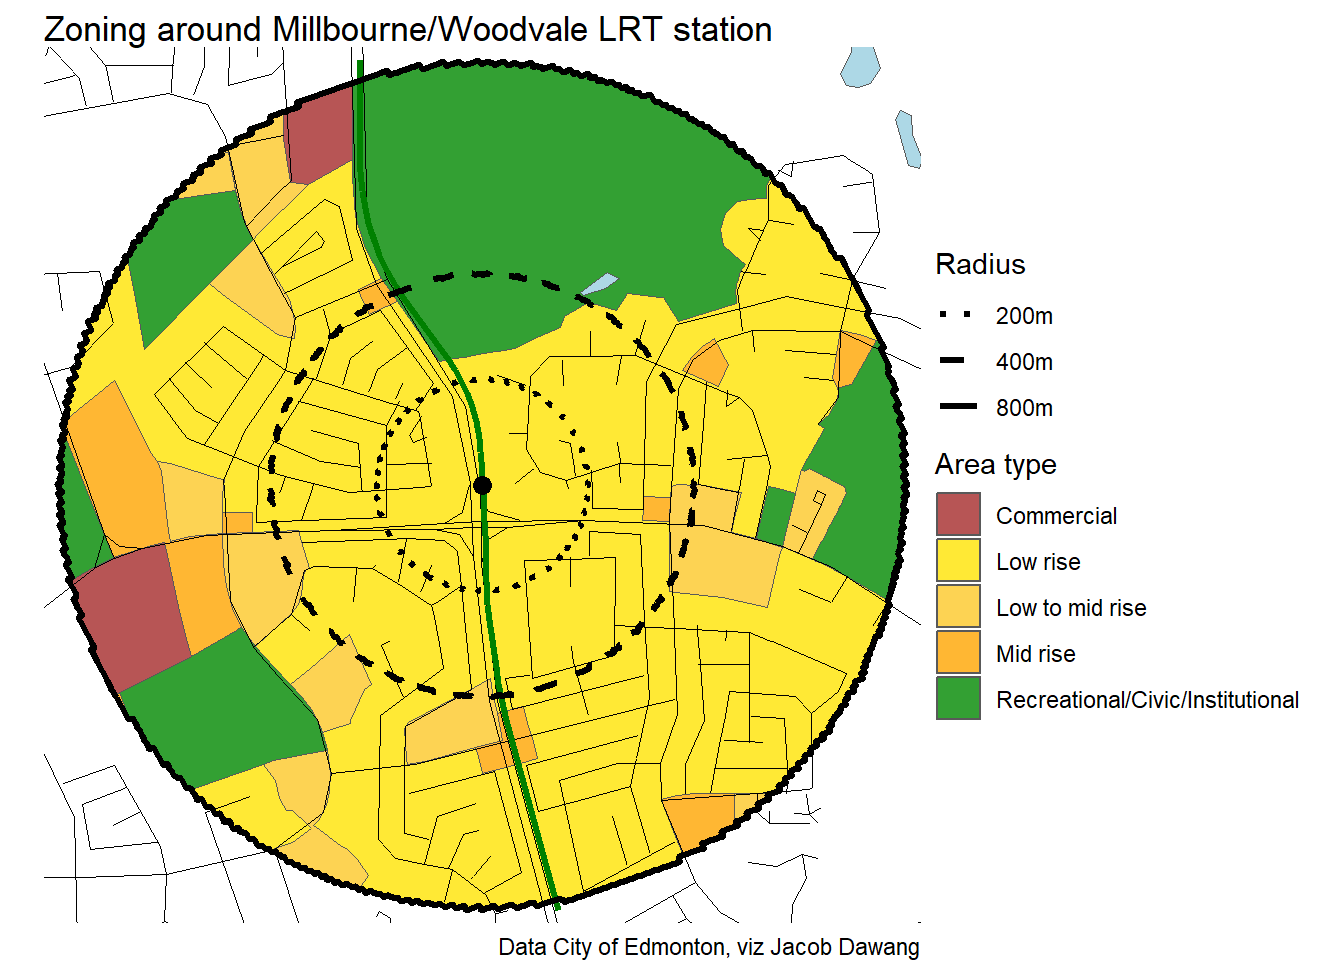 Zoning around Millbourne/Woodvale LRT station
Radius
200m
400m
800m
Area type
Commercial
Low rise
Low to mid rise
Mid rise
Recreational/Civic/Institutional
Data City of Edmonton, viz Jacob Dawang